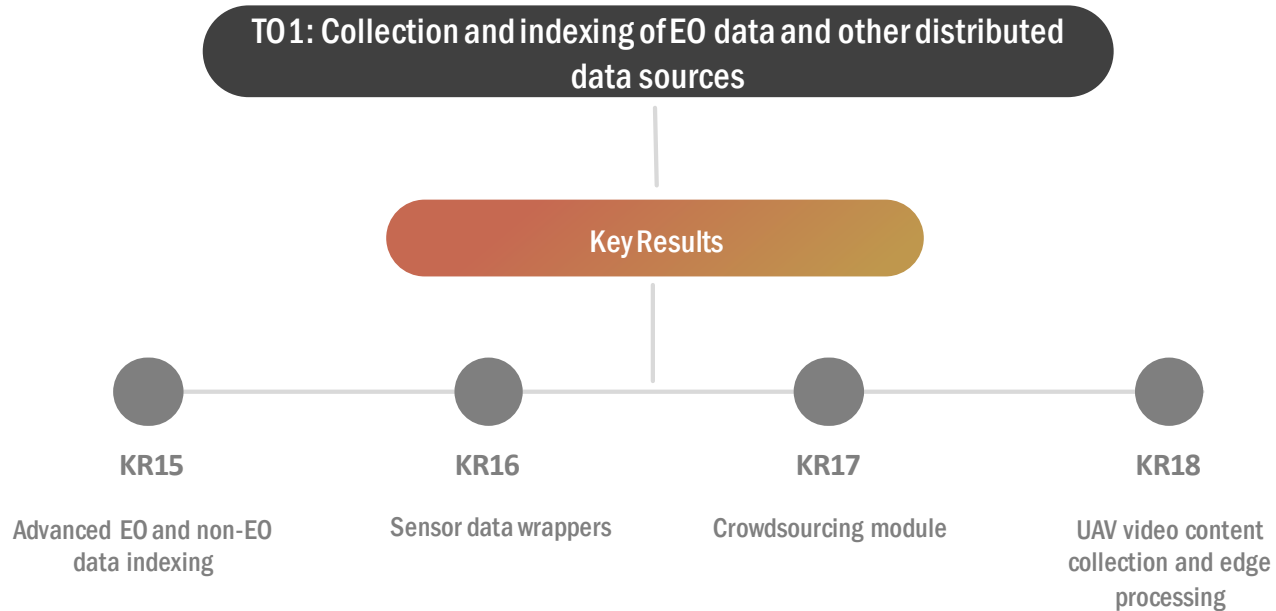 TO1: Collection and indexing of EO data and other distributed
data sources
Key Results
KR15
KR16
KR17
KR18
Advanced EO and non-EO
data indexing
Sensor data wrappers
Crowdsourcing module
UAV video content
collection and edge
processing